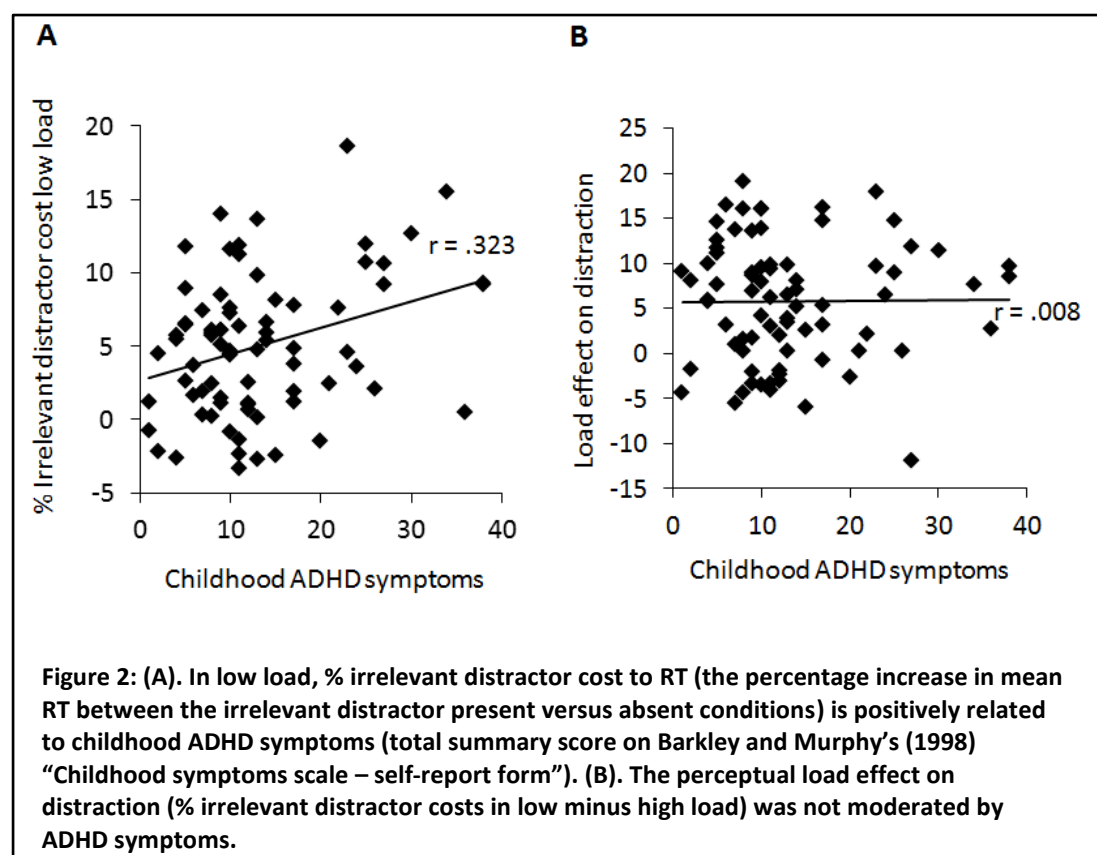 A
% Irrelevant distractor cost low load
20
15
10
5
0
-5
r = .323
0 10 20 30 40
Childhood ADHD symptoms
B
Load effect on distraction
25
20
15
10
5
0
-5
-10
-15
r = .008
0 10 20 30 40
Childhood ADHD symptoms
Figure 2: (A). In low load, % irrelevant distractor cost to RT (the percentage increase in mean
RT between the irrelevant distractor present versus absent conditions) is positively related
to childhood ADHD symptoms (total summary score on Barkley and Murphy’s (1998)
“Childhood symptoms scale – self-report form”). (B). The perceptual load effect on
distraction (% irrelevant distractor costs in low minus high load) was not moderated by
ADHD symptoms.